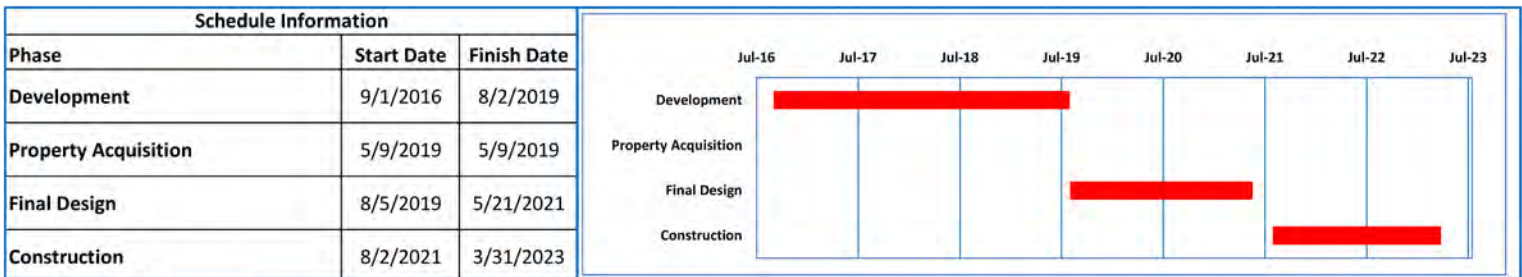 Schedule Information
Phase Start Date Finish Date
Development 9/1/2016 8/2/2019
Property Acquisition 5/9/2019 5/9/2019
Final Design 8/5/2019 5/21/2021
Construction 8/2/2021 3/31/2023
Jul-16 Jul-17 Jul-18 Jul-19 Jul-20 Jul-21 Jul-22 Jul-23
Development
Property Acquisition
Final Design
Construction